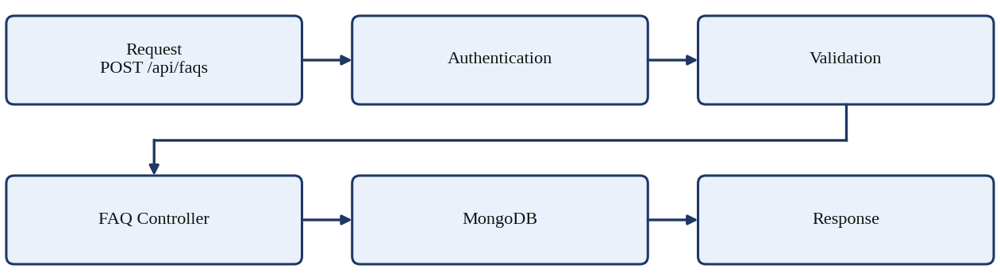 Request
POST /api/faqs
Authentication
Validation
FAQ Controller
MongoDB
Response